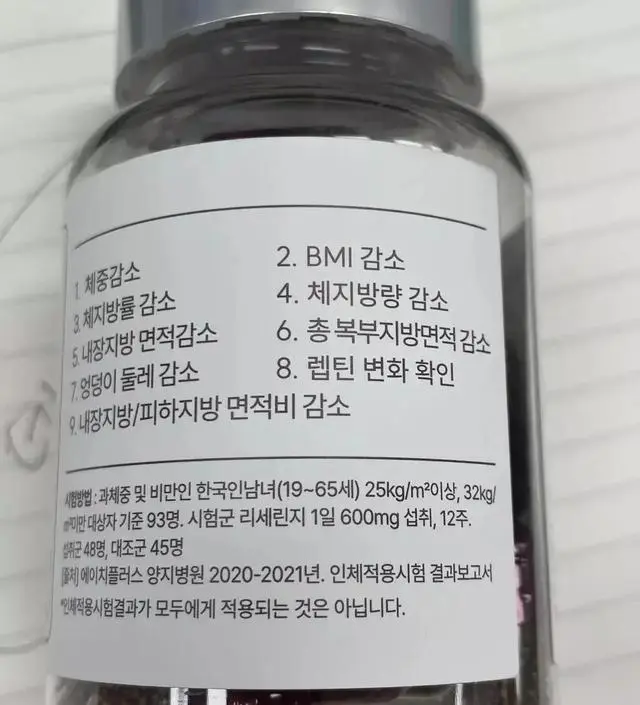 1. 체중감소
2. BMI 감소
3. 체지방률 감소
4. 체지방량 감소
5. 내장지방 면적감소
6. 총 복부지방면적 감소
7. 엉덩이 둘레 감소
8. 렙틴 변화 확인
9. 내장지방/피하지방 면적비 감소
시험방법 : 과체중 및 비만인 한국인남녀(19~65세) 25kg/m²이상, 32kg/
m²미만 대상자 기준 93명. 시험군 리세린지 1일 600mg 섭취, 12주.
섭취군 48명, 대조군 45명
[출처] 에이치플러스 양지병원 2020-2021년. 인체적용시험 결과보고서
*인체적용시험결과가 모두에게 적용되는 것은 아닙니다.